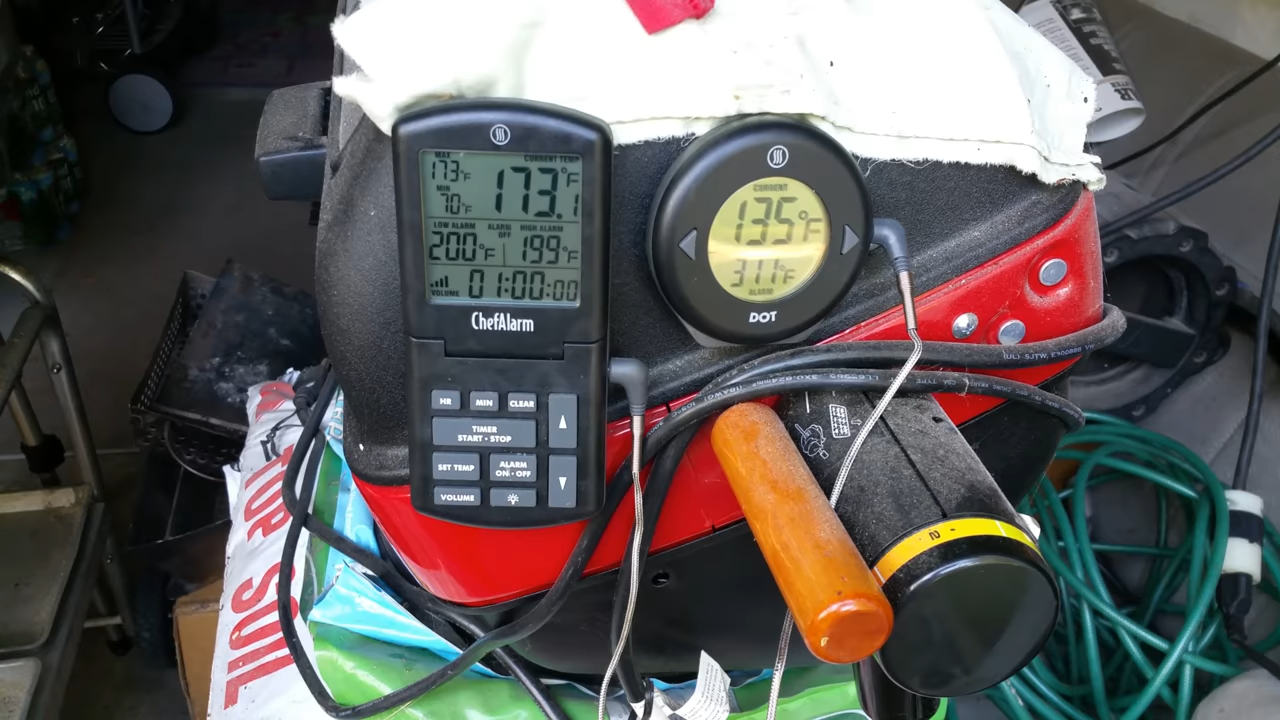 MAX
CURRENT TEMP
173°F
173.1°F
MIN
70°F
LOW ALARM
ALARM OFF
HIGH ALARM
200°F
199°F
VOLUME
01:00:00
ChefAlarm
HR
MIN
CLEAR
TIMER
START • STOP
SET TEMP
ALARM
ON • OFF
VOLUME
CURRENT
135°F
311°F
ALARM
DOT
TOP SOIL
2